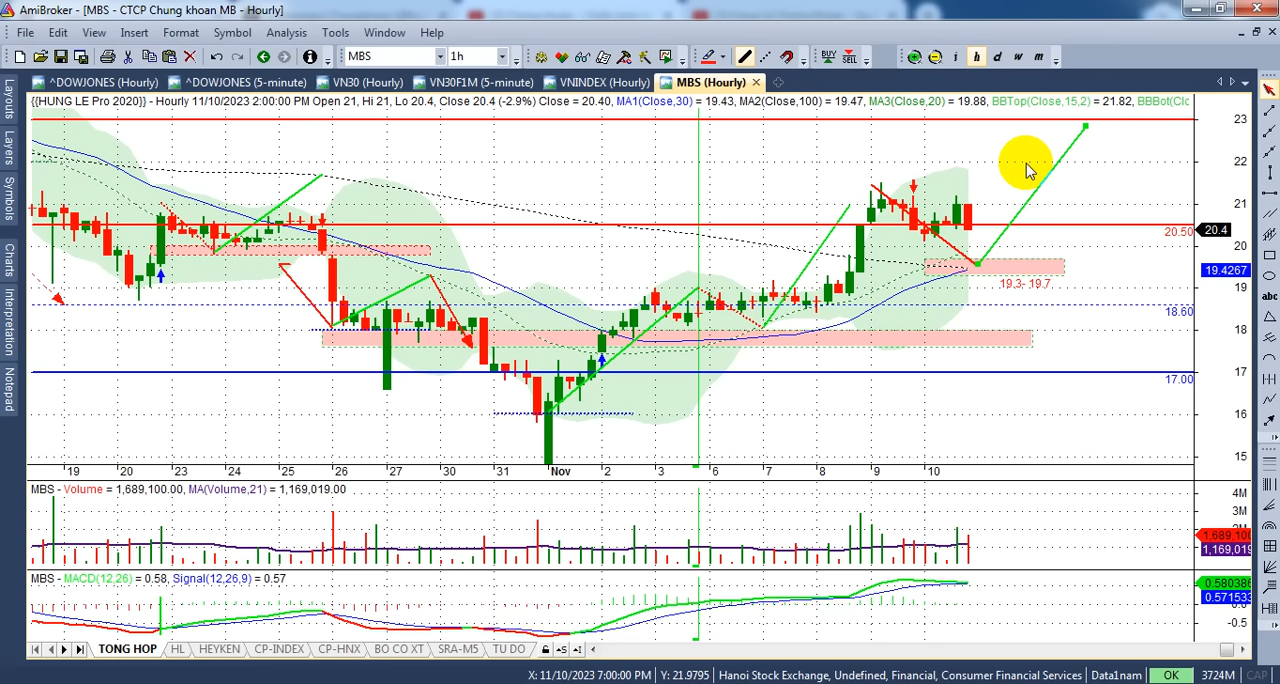 AmiBroker - [MBS - CTCP Chung khoan MB - Hourly]
File Edit View Insert Format Symbol Analysis Tools Window Help
MBS 1h BUY SELL i h d w m
^DOWJONES (Hourly) ^DOWJONES (5-minute) VN30 (Hourly) VN30F1M (5-minute) VNINDEX (Hourly) MBS (Hourly)
Layouts
Layers
Symbols
Charts
Interpretation
Notepad
{{HUNG LE Pro 2020}} - Hourly 11/10/2023 2:00:00 PM Open 21, Hi 21, Lo 20.4, Close 20.4 (-2.9%) Close = 20.40, MA1(Close,30) = 19.43, MA2(Close,100) = 19.47, MA3(Close,20) = 19.88, BBTop(Close,15,2) = 21.82, BBBot(Clo
23
22
21
20.50
20.4
20
19.4267
19.3- 19.7
19
18.60
18
17
17.00
16
15
19 20 23 24 25 26 27 30 31 Nov 2 3 6 7 8 9 10
MBS - Volume = 1,689,100.00, MA(Volume,21) = 1,169,019.00
4M
3M
1,689,100
1,169,019
MBS - MACD(12,26) = 0.58, Signal(12,26,9) = 0.57
0.580386
0.571533
-0.5
TONG HOP HL HEYKEN CP-INDEX CP-HNX BO CO XT SRA-M5 TU DO
abc
X: 11/10/2023 7:00:00 PM Y: 21.9795 Hanoi Stock Exchange, Undefined, Financial, Consumer Financial Services Data1nam OK 3724M CAP